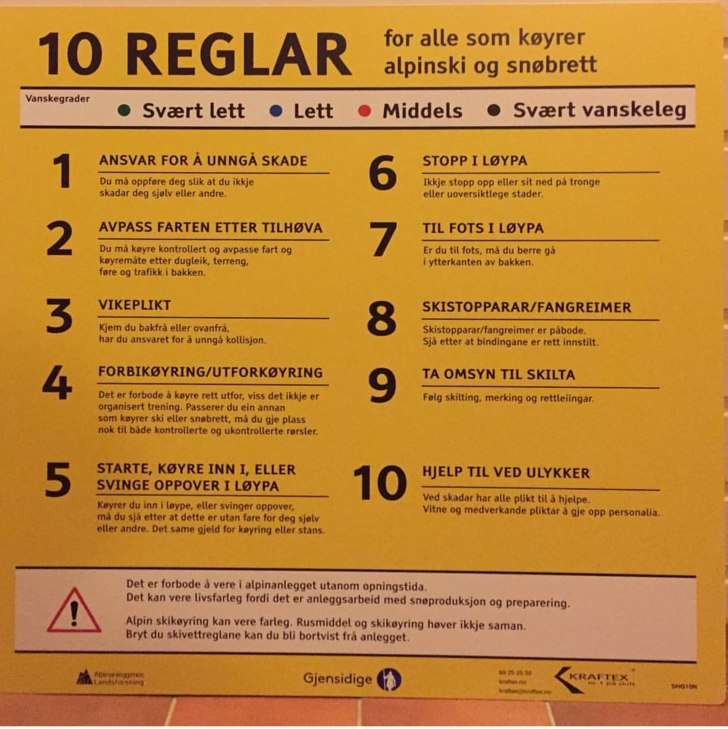 10 REGLAR
for alle som køyrer
alpinski og snøbrett
Vanskegrader
Svært lett
Lett
Middels
Svært vanskeleg
1
ANSVAR FOR Å UNNGÅ SKADE
Du må oppføre deg slik at du ikkje
skadar deg sjølv eller andre.
2
AVPASS FARTEN ETTER TILHØVA
Du må køyre kontrollert og avpasse fart og
køyremåte etter dugleik, terreng,
føre og trafikk i bakken.
3
VIKEPLIKT
Kjem du bakfrå eller ovanfrå,
har du ansvaret for å unngå kollisjon.
4
FORBIKØYRING/UTFORKØYRING
Det er forbode å køyre rett utfor, viss det ikkje er
organisert trening. Passerer du ein annan
som køyrer ski eller snøbrett, må du gje plass
nok til både kontrollerte og ukontrollerte rørsler.
5
STARTE, KØYRE INN I, ELLER
SVINGE OPPOVER I LØYPA
Køyrer du inn i løype, eller svinger oppover,
må du sjå etter at dette er utan fare for deg sjølv
eller andre. Det same gjeld for køyring eller stans.
6
STOPP I LØYPA
Ikkje stopp opp eller sit ned på tronge
eller uoversiktlege stader.
7
TIL FOTS I LØYPA
Er du til fots, må du berre gå
i ytterkanten av bakken.
8
SKISTOPPARAR/FANGREIMER
Skistopparar/fangreimer er påbode.
Sjå etter at bindingane er rett innstilt.
9
TA OMSYN TIL SKILTA
Følg skilting, merking og rettleiingar.
10
HJELP TIL VED ULYKKER
Ved skadar har alle plikt til å hjelpe.
Vitne og medverkande pliktar å gje opp personalia.
Det er forbode å vere i alpinanlegget utanom opningstida.
Det kan vere livsfarleg fordi det er anleggsarbeid med snøproduksjon og preparering.
Alpin skikøyring kan vere farleg. Rusmiddel og skikøyring høver ikkje saman.
Bryt du skivettreglane kan du bli bortvist frå anlegget.
Alpinanleggenes
Landsforening
Gjensidige
kraftex.no
KRAFTEX
nr. 1 på skilt